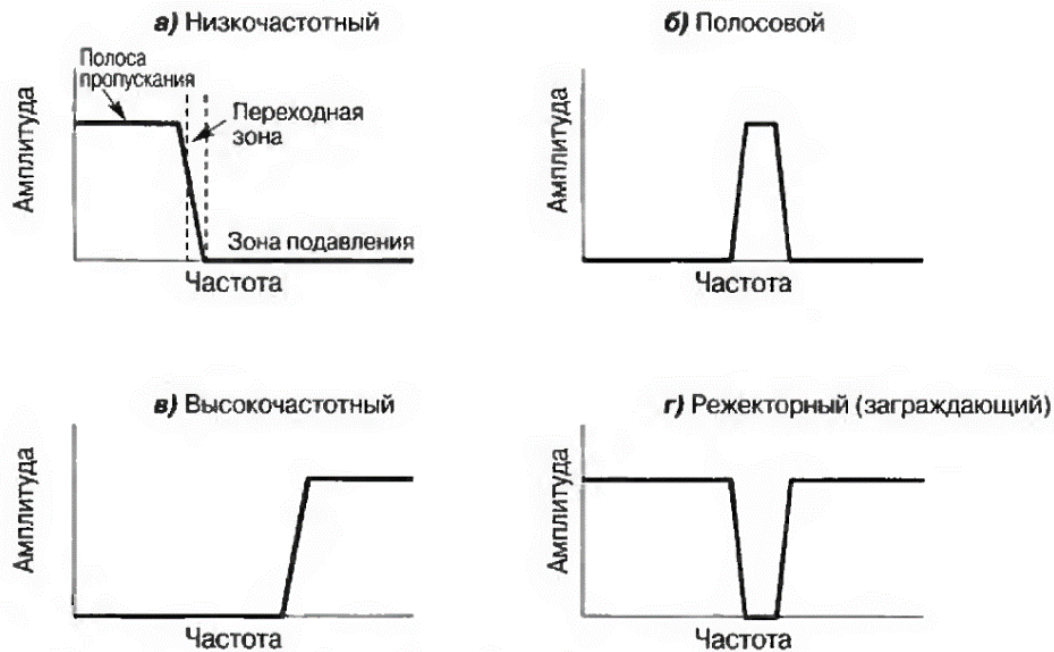 а) Низкочастотный
Полоса
пропускания
Переходная
зона
Зона подавления
Амплитуда
Частота
б) Полосовой
Амплитуда
Частота
в) Высокочастотный
Амплитуда
Частота
г) Режекторный (заграждающий)
Амплитуда
Частота